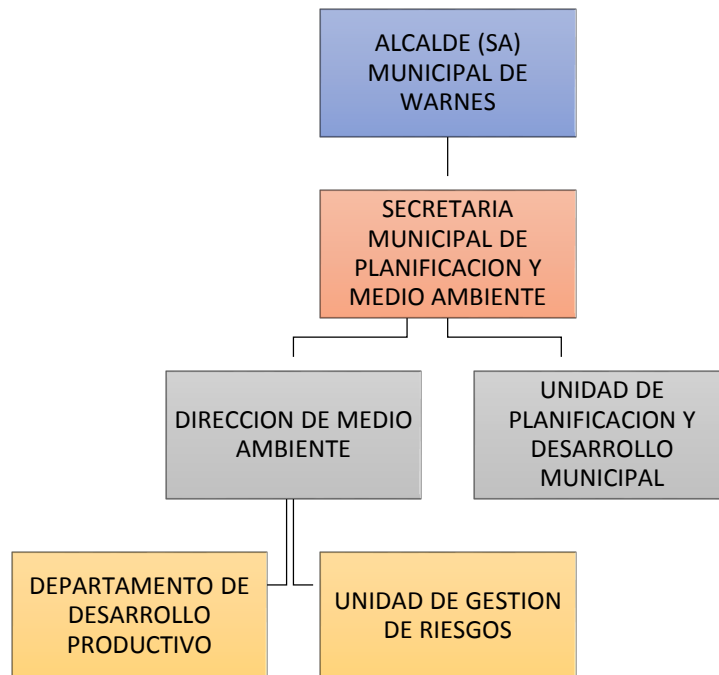 ALCALDE (SA)
MUNICIPAL DE
WARNES
SECRETARIA
MUNICIPAL DE
PLANIFICACION Y
MEDIO AMBIENTE
DIRECCION DE MEDIO
AMBIENTE
UNIDAD DE
PLANIFICACION Y
DESARROLLO
MUNICIPAL
DEPARTAMENTO DE
DESARROLLO
PRODUCTIVO
UNIDAD DE GESTION
DE RIESGOS